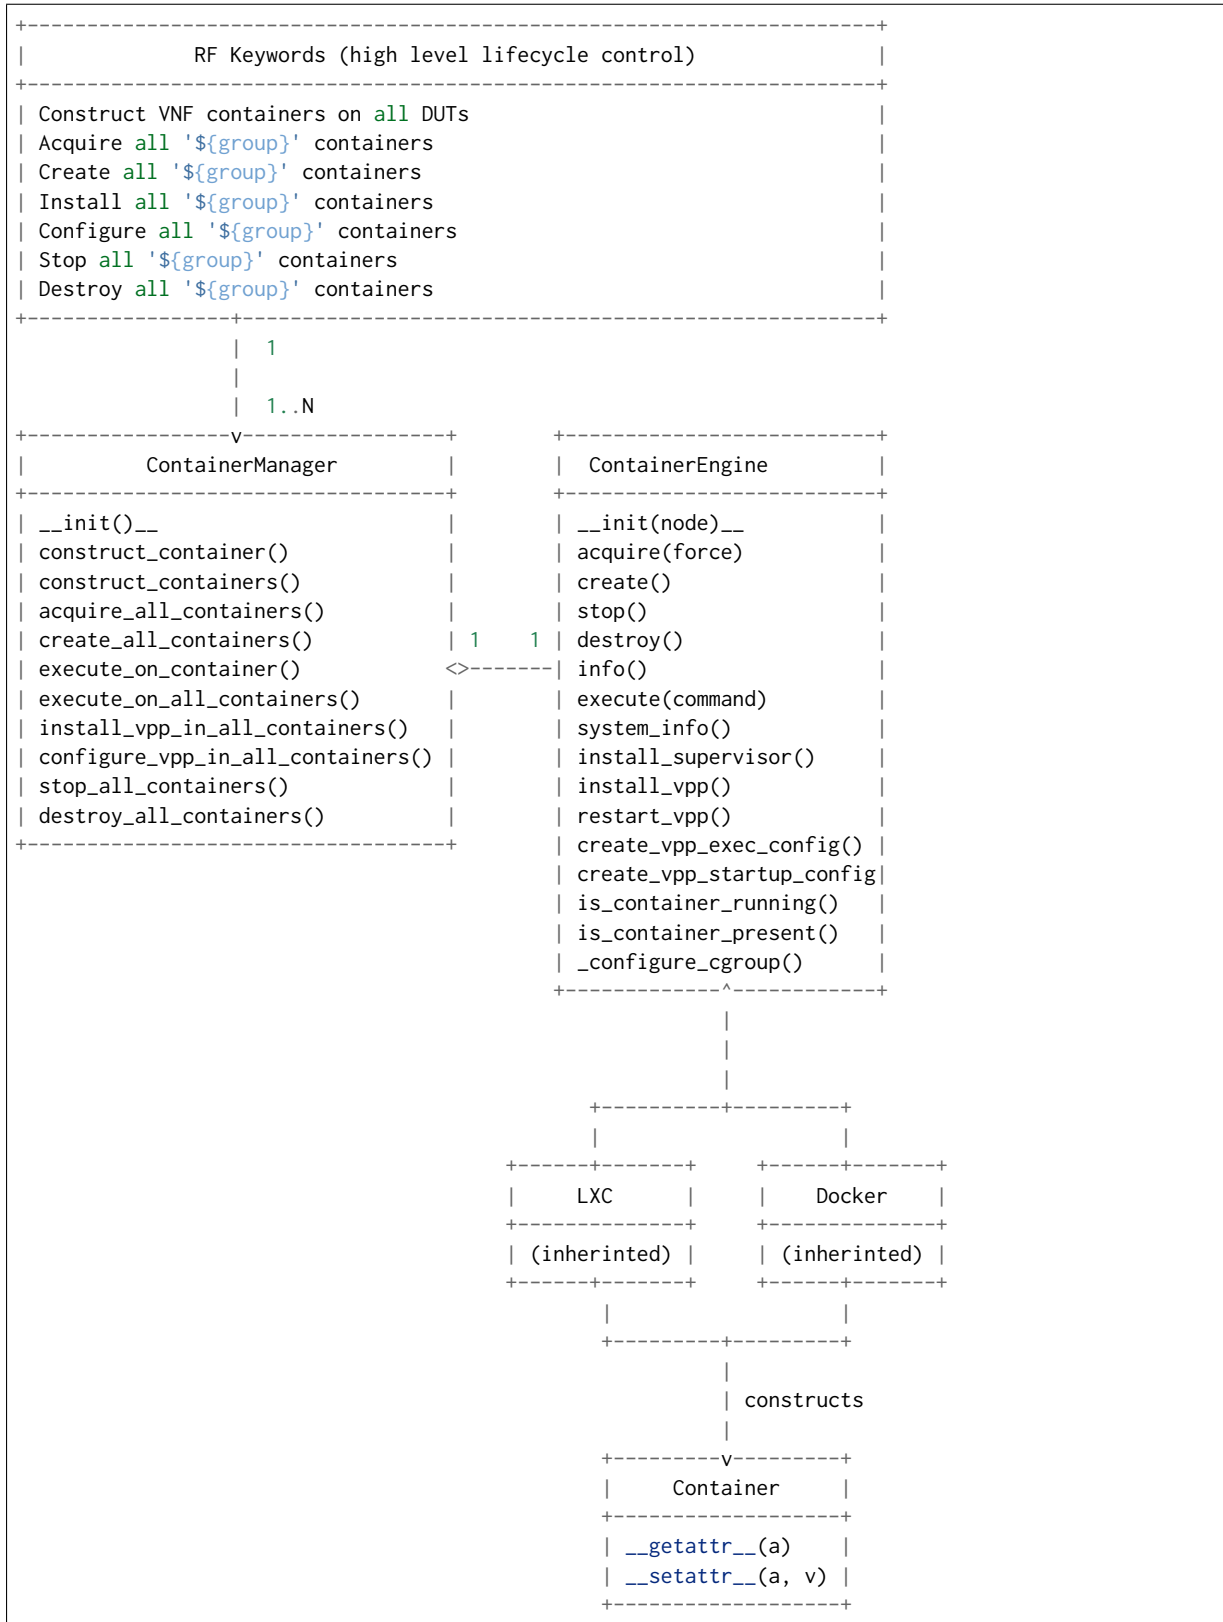 +-----------------------------------------------------------------------+
|              RF Keywords (high level lifecycle control)               |
+-----------------------------------------------------------------------+
| Construct VNF containers on all DUTs                                  |
| Acquire all '${group}' containers                                     |
| Create all '${group}' containers                                      |
| Install all '${group}' containers                                     |
| Configure all '${group}' containers                                   |
| Stop all '${group}' containers                                        |
| Destroy all '${group}' containers                                     |
+-----------------+-----------------------------------------------------+
                  |  1
                  |
                  |  1..N
+-----------------v-----------------+        +--------------------------+
|          ContainerManager         |        |  ContainerEngine         |
+-----------------------------------+        +--------------------------+
| __init()__                        |        | __init(node)__           |
| construct_container()             |        | acquire(force)           |
| construct_containers()            |        | create()                 |
| acquire_all_containers()          |        | stop()                   |
| create_all_containers()           | 1    1 | destroy()                |
| execute_on_container()            <>-------| info()                   |
| execute_on_all_containers()       |        | execute(command)         |
| install_vpp_in_all_containers()   |        | system_info()            |
| configure_vpp_in_all_containers() |        | install_supervisor()     |
| stop_all_containers()             |        | install_vpp()            |
| destroy_all_containers()          |        | restart_vpp()            |
+-----------------------------------+        | create_vpp_exec_config() |
                                             | create_vpp_startup_config|
                                             | is_container_running()   |
                                             | is_container_present()   |
                                             | _configure_cgroup()      |
                                             +-------------^------------+
                                                           |
                                                           |
                                                           |
                                                +----------+---------+
                                                |                    |
                                         +------+-------+     +------+-------+
                                         |     LXC      |     |    Docker    |
                                         +--------------+     +--------------+
                                         | (inherinted) |     | (inherinted) |
                                         +------+-------+     +------+-------+
                                                 |                   |
                                                 +---------+---------+
                                                           |
                                                           | constructs
                                                           |
                                                 +---------v---------+
                                                 |     Container     |
                                                 +-------------------+
                                                 | __getattr__(a)    |
                                                 | __setattr__(a, v) |
                                                 +-------------------+